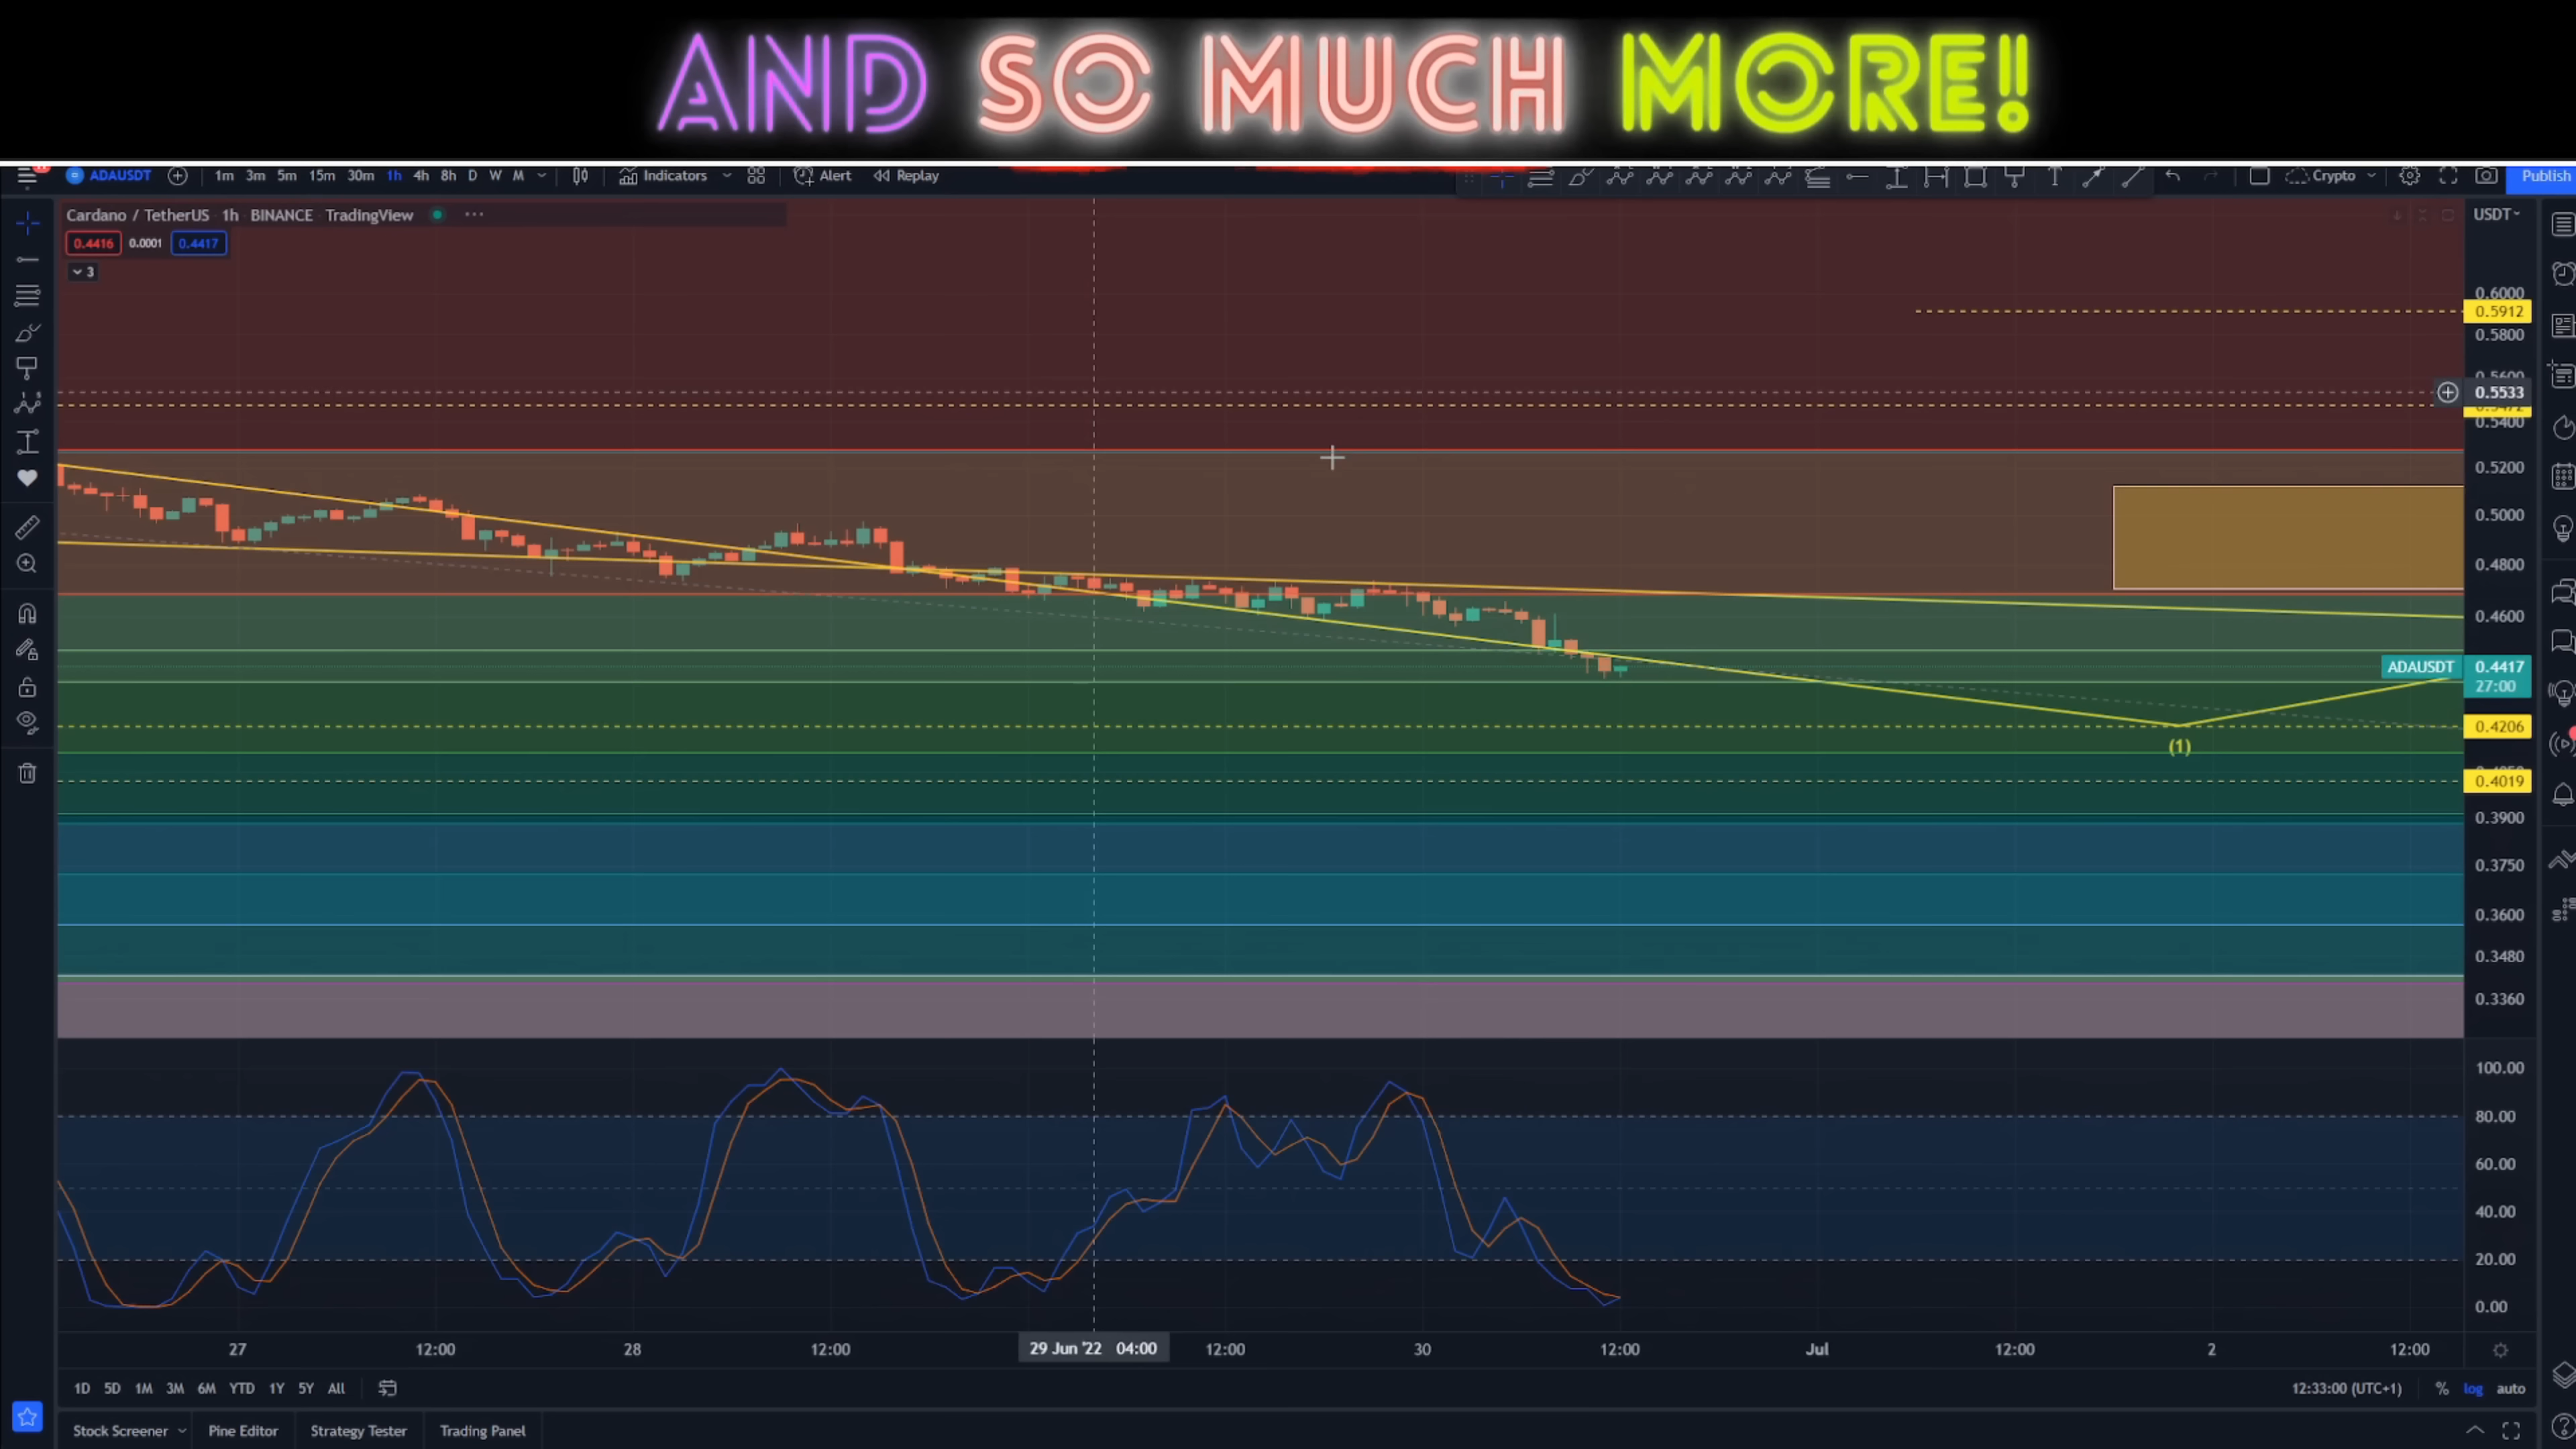 AND SO MUCH MORE!
ADAUSDT 1m 3m 5m 15m 30m 1h 4h 8h D W M Indicators Alert Replay Crypto Publish
Cardano / TetherUS 1h BINANCE TradingView
USDT
0.4416 0.0001 0.4417
3
0.6000
0.5912
0.5800
0.5533
0.5400
0.5200
0.5000
0.4800
0.4600
ADAUSDT 0.4417
27:00
0.4206
(1)
0.4019
0.3900
0.3750
0.3600
0.3480
0.3360
100.00
80.00
60.00
40.00
20.00
0.00
27 12:00 28 12:00 29 Jun '22 04:00 12:00 30 12:00 Jul 12:00 2 12:00
1D 5D 1M 3M 6M YTD 1Y 5Y All 12:33:00 (UTC+1) % log auto
Stock Screener Pine Editor Strategy Tester Trading Panel